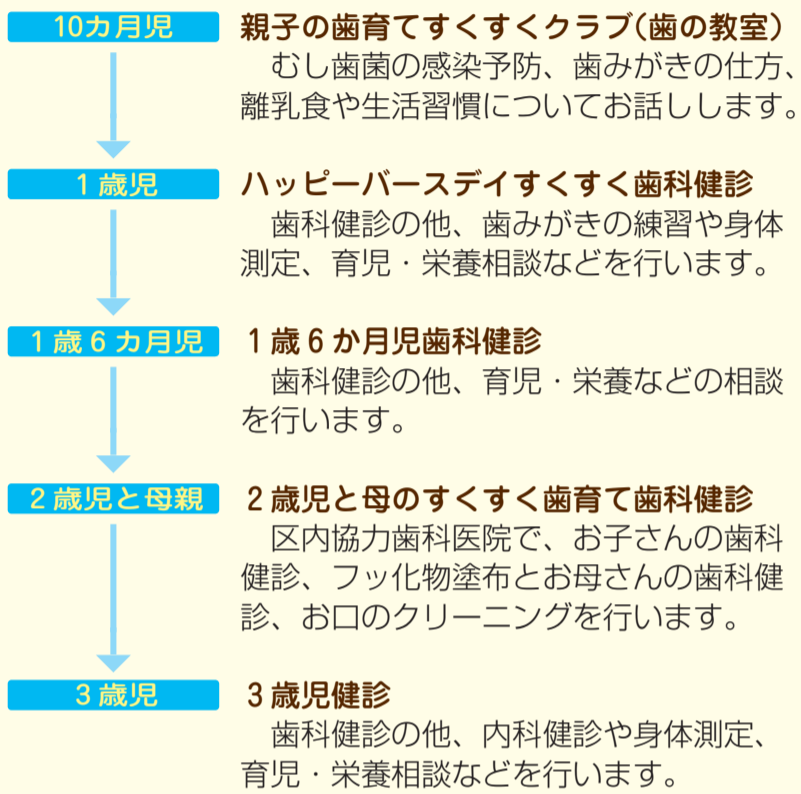 10カ月児
親子の歯育てすくすくクラブ(歯の教室)
むし歯菌の感染予防、歯みがきの仕方、
離乳食や生活習慣についてお話しします。
1歳児
ハッピーバースデイすくすく歯科健診
歯科健診の他、歯みがきの練習や身体
測定、育児・栄養相談などを行います。
1歳6カ月児
1歳6か月児歯科健診
歯科健診の他、育児・栄養などの相談
を行います。
2歳児と母親
2歳児と母のすくすく歯育て歯科健診
区内協力歯科医院で、お子さんの歯科
健診、フッ化物塗布とお母さんの歯科健
診、お口のクリーニングを行います。
3歳児
3歳児健診
歯科健診の他、内科健診や身体測定、
育児・栄養相談などを行います。